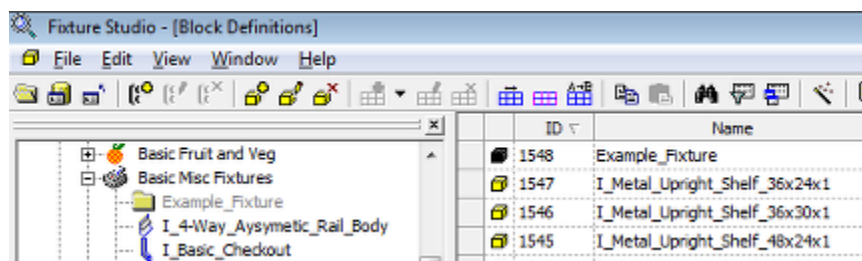 Fixture Studio - [Block Definitions]
File Edit View Window Help
Basic Fruit and Veg
Basic Misc Fixtures
Example_Fixture
I_4-Way_Aysymetic_Rail_Body
I_Basic_Checkout
ID Name
1548 Example_Fixture
1547 I_Metal_Upright_Shelf_36x24x1
1546 I_Metal_Upright_Shelf_36x30x1
1545 I_Metal_Upright_Shelf_48x24x1